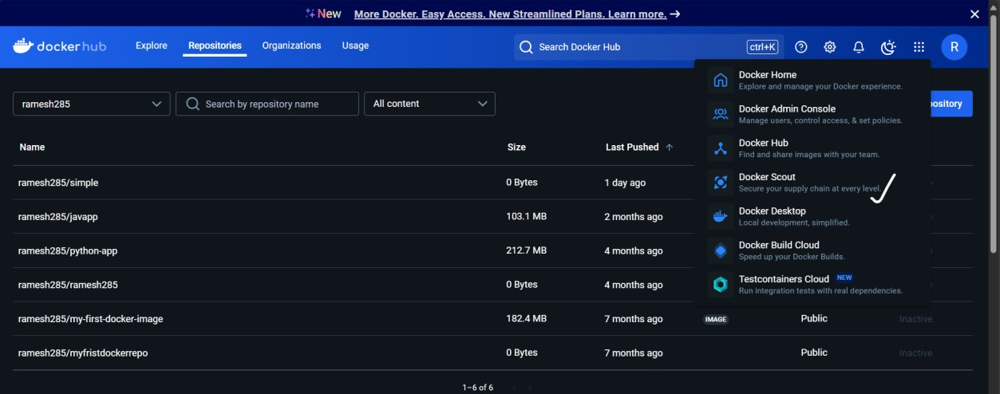 New More Docker. Easy Access. New Streamlined Plans. Learn more. →
dockerhub Explore Repositories Organizations Usage Search Docker Hub ctrl+K R
Docker Home
Explore and manage your Docker experience.
Docker Admin Console
Manage users, control access, & set policies.
Docker Hub
Find and share images with your team.
Docker Scout
Secure your supply chain at every level.
Docker Desktop
Local development, simplified.
Docker Build Cloud
Speed up your Docker Builds.
Testcontainers Cloud NEW
Run integration tests with real dependencies.
ramesh285 Search by repository name All content pository
Name Size Last Pushed ↑
ramesh285/simple 0 Bytes 1 day ago
ramesh285/javapp 103.1 MB 2 months ago
ramesh285/python-app 212.7 MB 4 months ago
ramesh285/ramesh285 0 Bytes 4 months ago
ramesh285/my-first-docker-image 182.4 MB 7 months ago IMAGE Public Inactive
ramesh285/myfristdockerrepo 0 Bytes 7 months ago Public Inactive
1–6 of 6